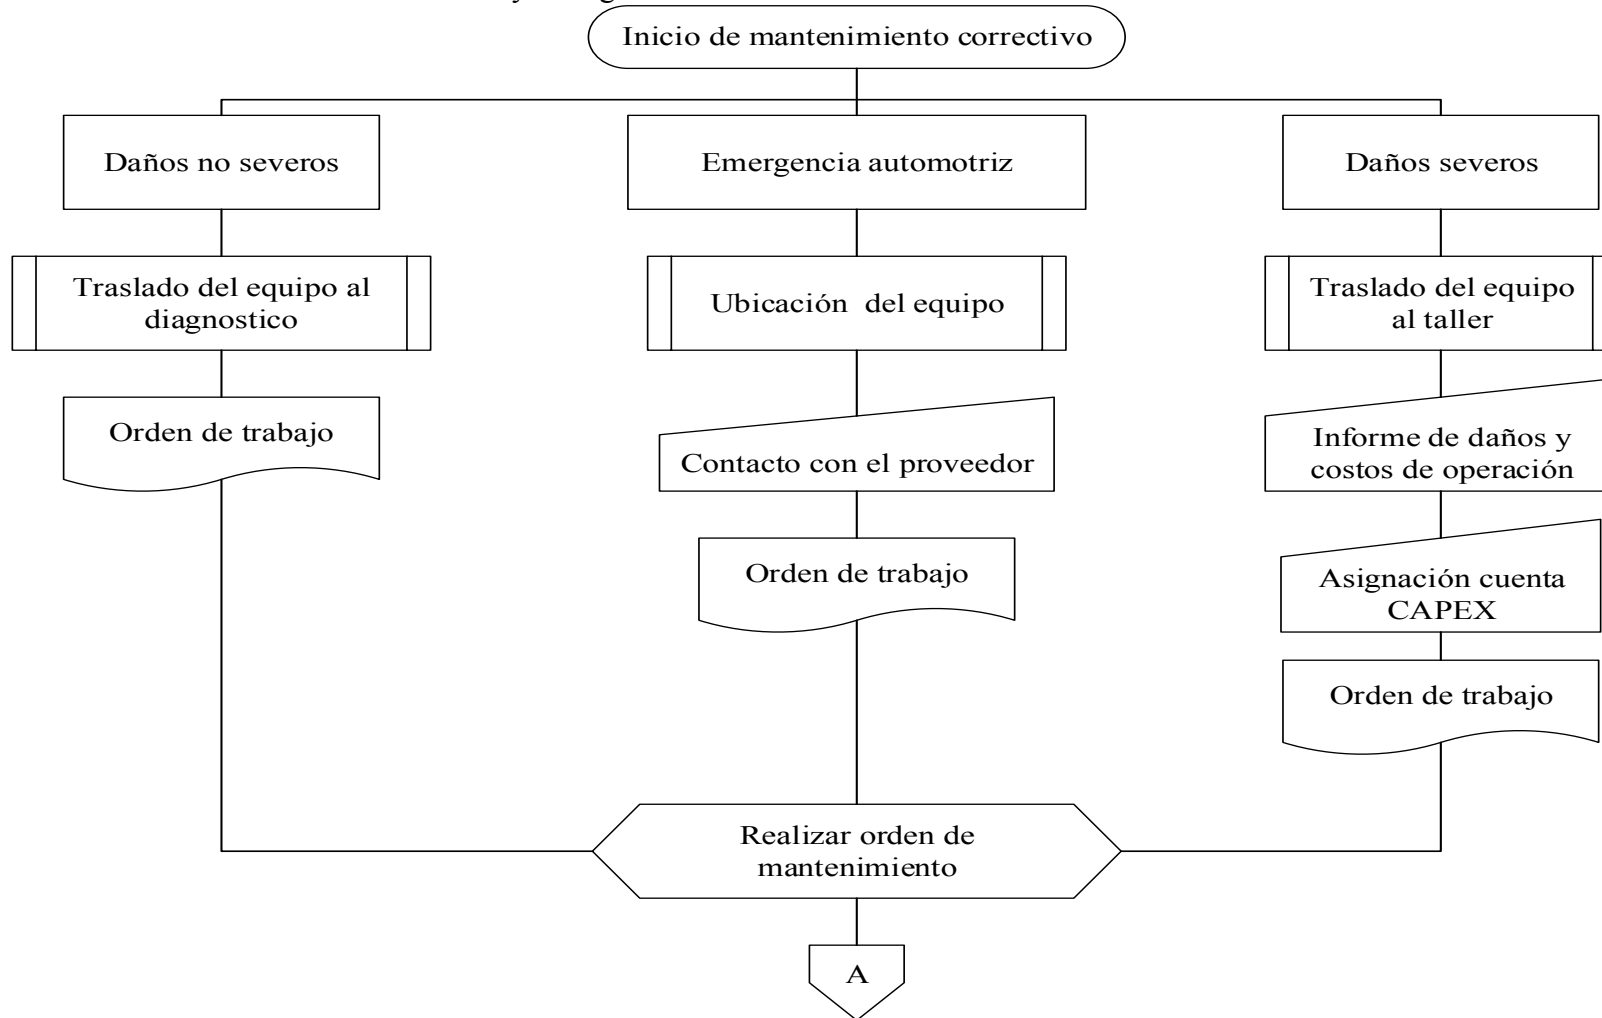 Inicio de mantenimiento correctivo
Daños no severos
Emergencia automotriz
Daños severos
Traslado del equipo al
diagnostico
Ubicación  del equipo
Traslado del equipo
al taller
Orden de trabajo
Contacto con el proveedor
Informe de daños y
costos de operación
Orden de trabajo
Asignación cuenta
CAPEX
Orden de trabajo
Realizar orden de
mantenimiento
A